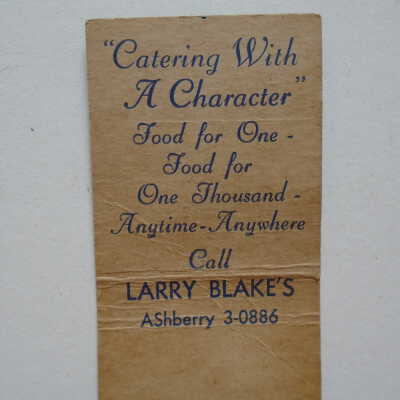 "Catering With
A Character"
Food for One -
Food for
One Thousand -
Anytime - Anywhere
Call
LARRY BLAKE'S
AShberry 3-0886